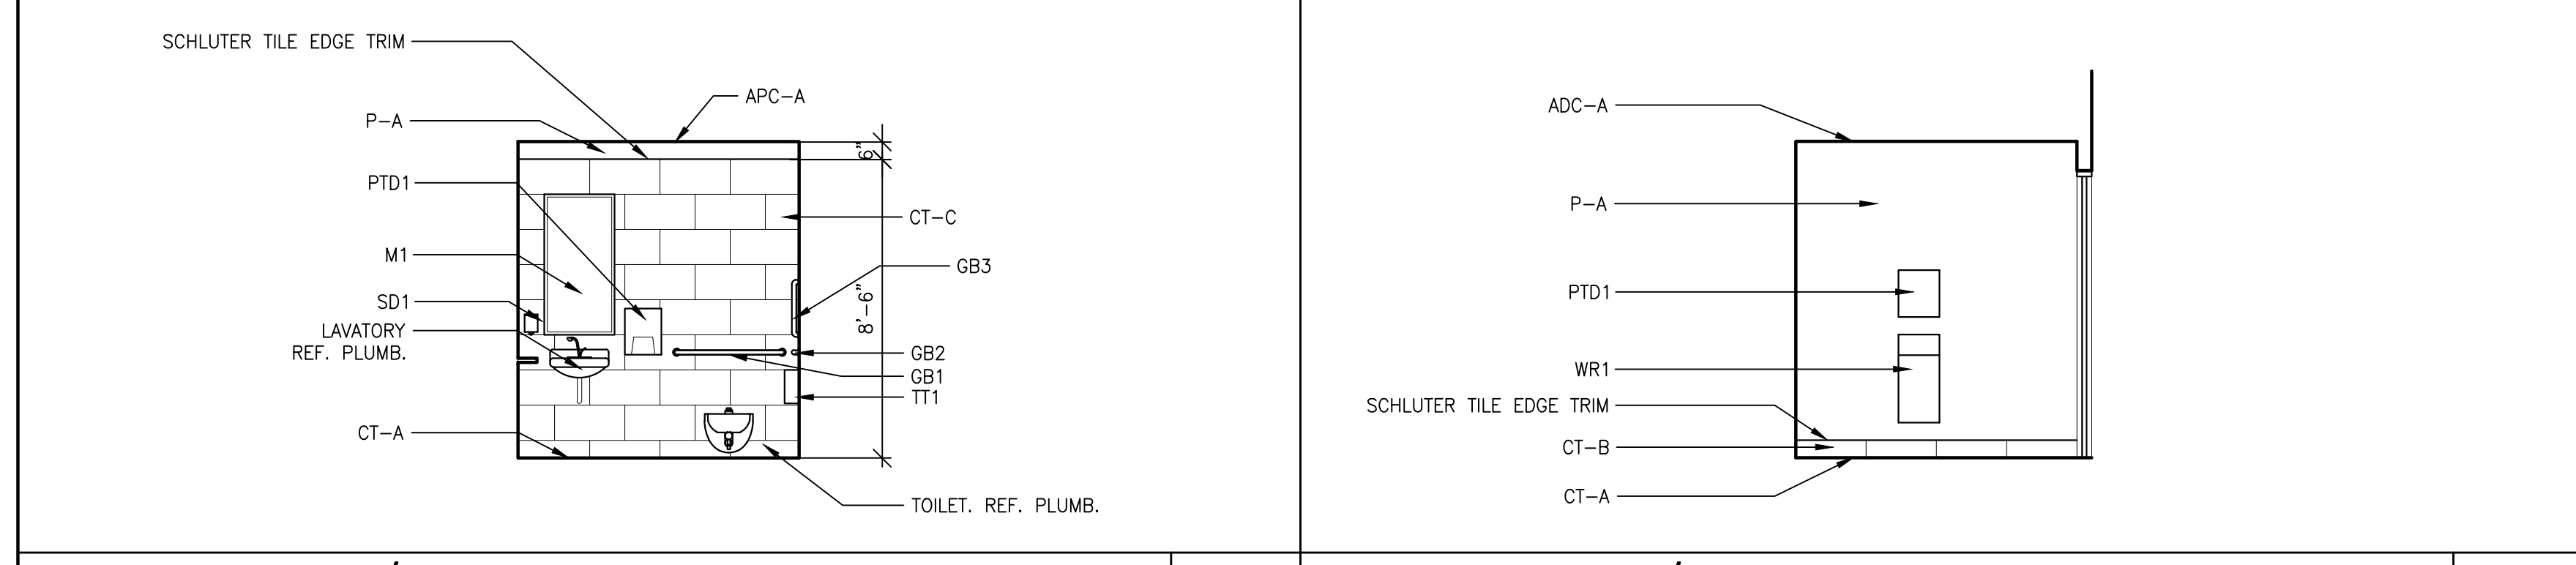 SCHLUTER TILE EDGE TRIM
APC-A
P-A
6"
PTD1
CT-C
M1
GB3
SD1
8'-6"
LAVATORY
REF. PLUMB.
GB2
GB1
TT1
CT-A
TOILET. REF. PLUMB.
ADC-A
P-A
PTD1
WR1
SCHLUTER TILE EDGE TRIM
CT-B
CT-A